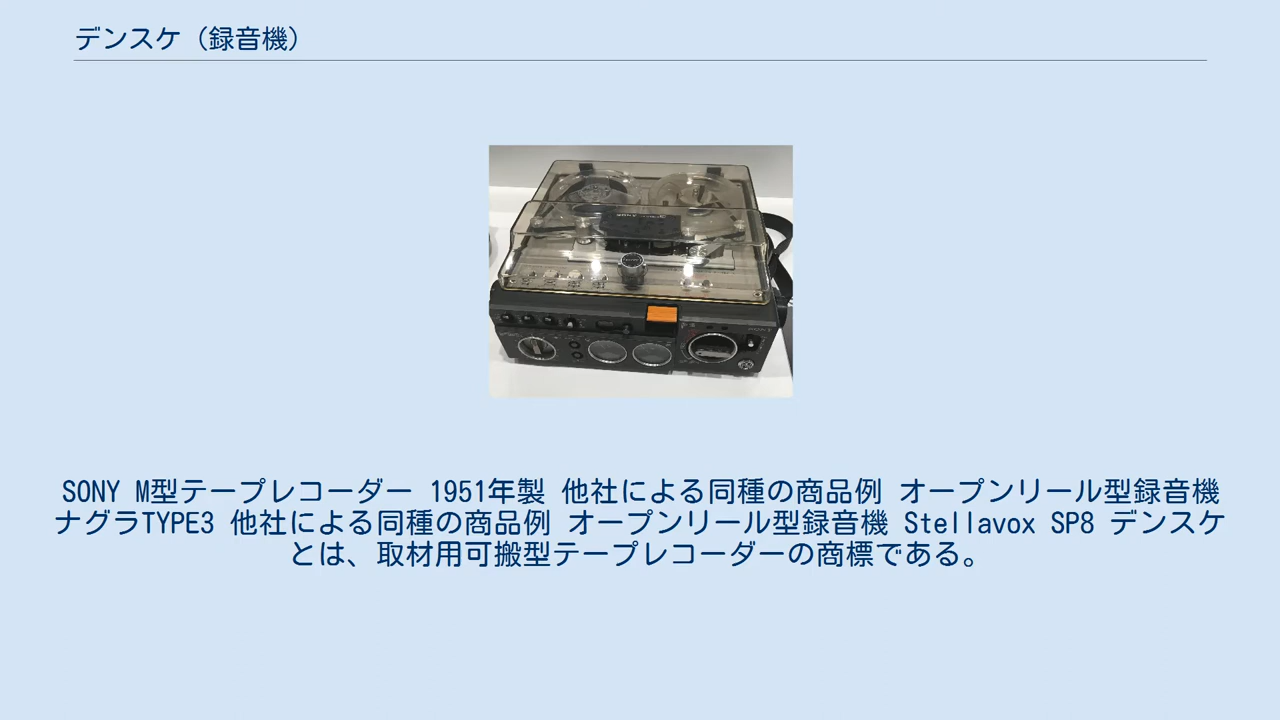 デンスケ（録音機）
SONY
SONY M型テープレコーダー 1951年製 他社による同種の商品例 オープンリール型録音機
ナグラTYPE3 他社による同種の商品例 オープンリール型録音機 Stellavox SP8 デンスケ
とは、取材用可搬型テープレコーダーの商標である。